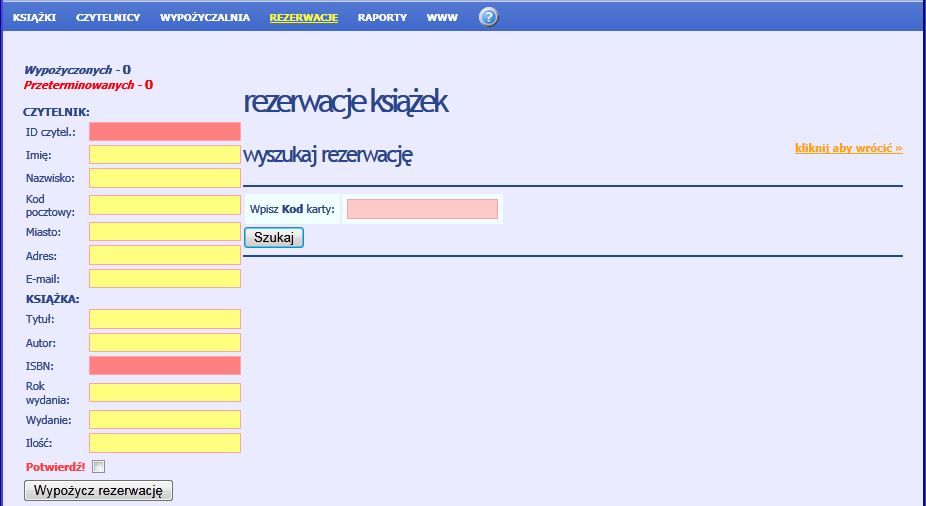 KSIĄŻKI CZYTELNICY WYPOŻYCZALNIA REZERWACJE RAPORTY WWW ?
Wypożyczonych - 0
Przeterminowanych - 0
CZYTELNIK:
ID czytel.:
Imię:
Nazwisko:
Kod
pocztowy:
Miasto:
Adres:
E-mail:
KSIĄŻKA:
Tytuł:
Autor:
ISBN:
Rok
wydania:
Wydanie:
Ilość:
Potwierdź!
Wypożycz rezerwację
rezerwacje książek
wyszukaj rezerwację
kliknij aby wrócić »
Wpisz Kod karty:
Szukaj